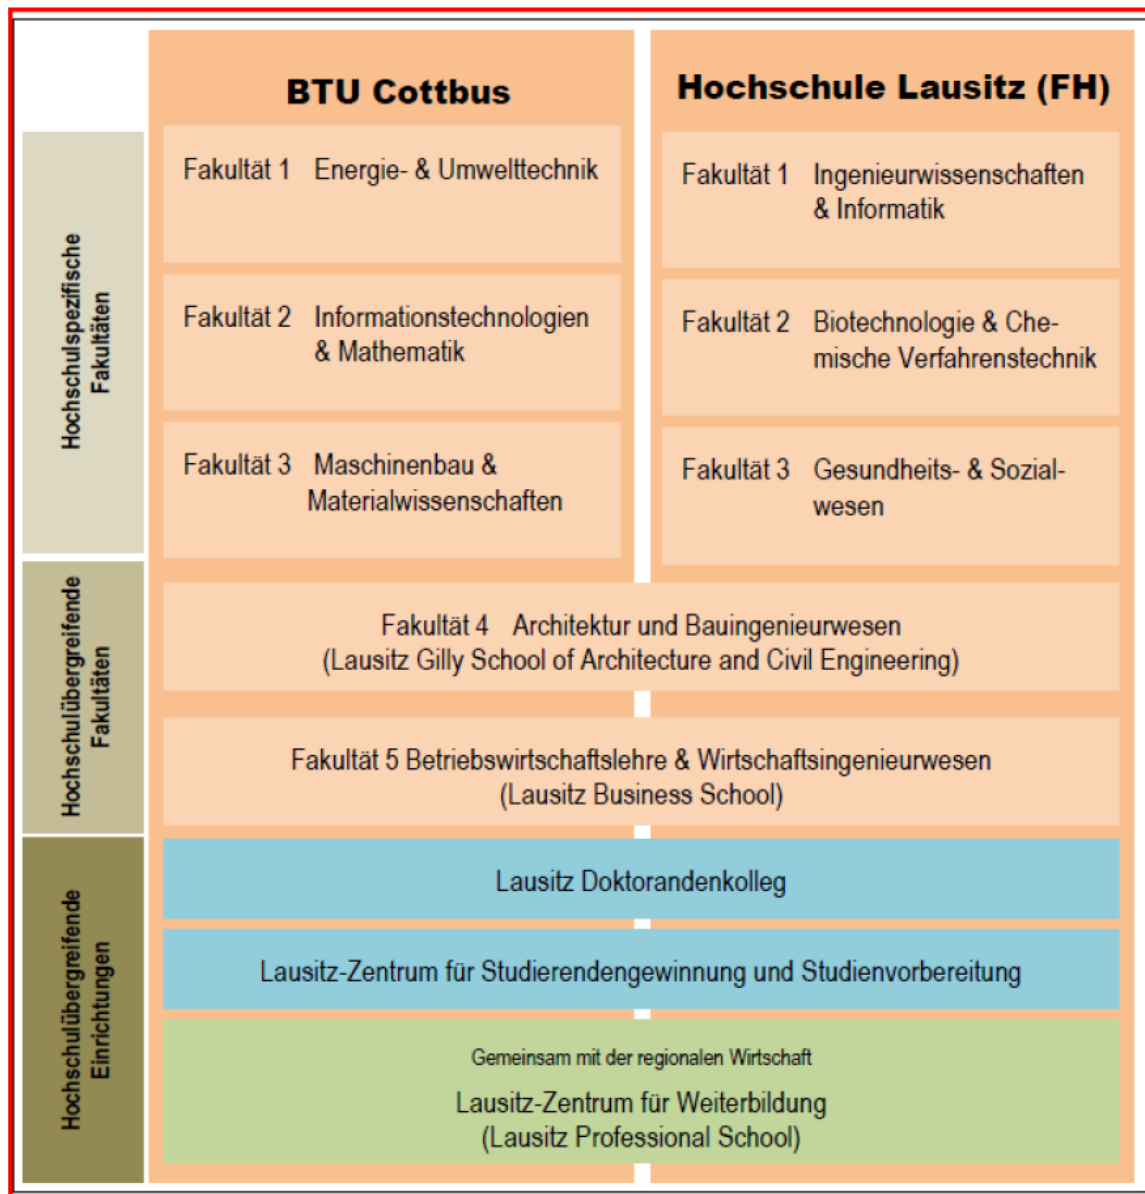 BTU Cottbus
Hochschule Lausitz (FH)
Hochschulspezifische
Fakultäten
Fakultät 1 Energie- & Umwelttechnik
Fakultät 2 Informationstechnologien
& Mathematik
Fakultät 3 Maschinenbau &
Materialwissenschaften
Fakultät 1 Ingenieurwissenschaften
& Informatik
Fakultät 2 Biotechnologie & Che-
mische Verfahrenstechnik
Fakultät 3 Gesundheits- & Sozial-
wesen
Hochschulübergreifende
Fakultäten
Fakultät 4 Architektur und Bauingenieurwesen
(Lausitz Gilly School of Architecture and Civil Engineering)
Fakultät 5 Betriebswirtschaftslehre & Wirtschaftsingenieurwesen
(Lausitz Business School)
Hochschulübergreifende
Einrichtungen
Lausitz Doktorandenkolleg
Lausitz-Zentrum für Studierendengewinnung und Studienvorbereitung
Gemeinsam mit der regionalen Wirtschaft
Lausitz-Zentrum für Weiterbildung
(Lausitz Professional School)